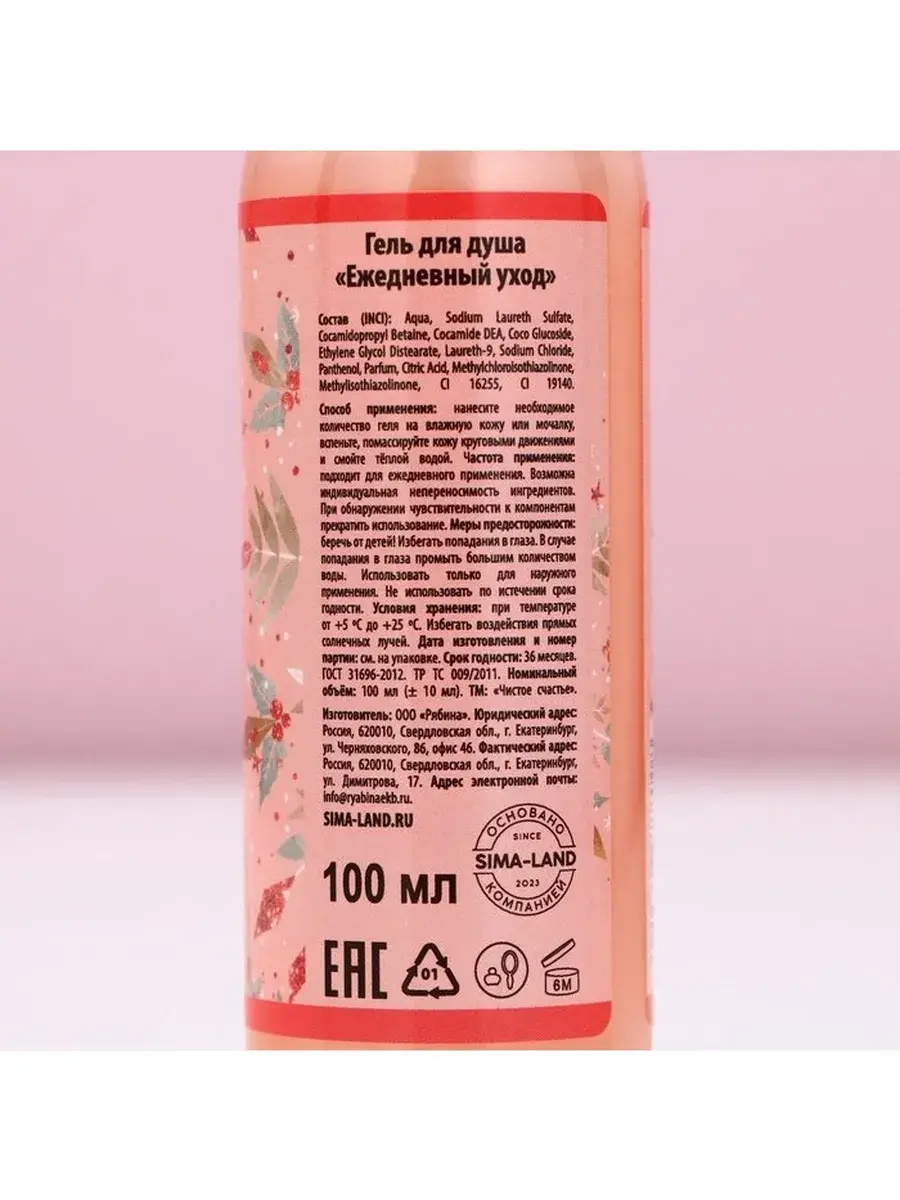 Гель для душа
«Ежедневный уход»
Состав (INCI): Aqua, Sodium Laureth Sulfate,
Cocamidopropyl Betaine, Cocamide DEA, Coco Glucoside,
Ethylene Glycol Distearate, Laureth-9, Sodium Chloride,
Panthenol, Parfum, Citric Acid, Methylchloroisothiazolinone,
Methylisothiazolinone, CI 16255, CI 19140.
Способ применения: нанесите необходимое
количество геля на влажную кожу или мочалку,
вспеньте, помассируйте кожу круговыми движениями
и смойте тёплой водой. Частота применения:
подходит для ежедневного применения. Возможна
индивидуальная непереносимость ингредиентов.
При обнаружении чувствительности к компонентам
прекратить использование. Меры предосторожности:
беречь от детей! Избегать попадания в глаза. В случае
попадания в глаза промыть большим количеством
воды. Использовать только для наружного
применения. Не использовать по истечении срока
годности. Условия хранения: при температуре
от +5 ºС до +25 ºС. Избегать воздействия прямых
солнечных лучей. Дата изготовления и номер
партии: см. на упаковке. Срок годности: 36 месяцев.
ГОСТ 31696-2012. ТР ТС 009/2011. Номинальный
объём: 100 мл (± 10 мл). ТМ: «Чистое счастье».
Изготовитель: ООО «Рябина». Юридический адрес:
Россия, 620010, Свердловская обл., г. Екатеринбург,
ул. Черняховского, 86, офис 46. Фактический адрес:
Россия, 620010, Свердловская обл., г. Екатеринбург,
ул. Димитрова, 17. Адрес электронной почты:
info@ryabinaekb.ru.
SIMA-LAND.RU
ОСНОВАНО
SINCE
SIMA-LAND
2023
КОМПАНИЕЙ
100 мл
EAC
01
6M